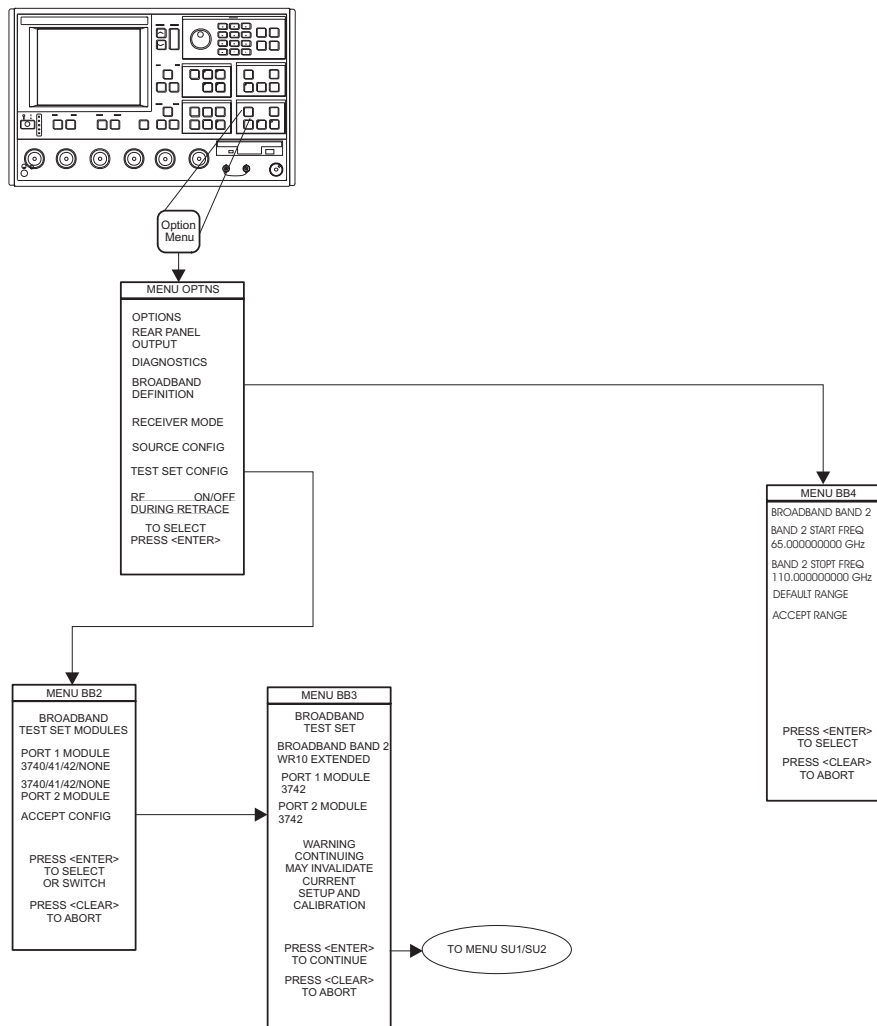 Option
Menu
MENU OPTNS
OPTIONS
REAR PANEL
OUTPUT
DIAGNOSTICS
BROADBAND
DEFINITION
RECEIVER MODE
SOURCE CONFIG
TEST SET CONFIG
RF ON/OFF
DURING RETRACE
TO SELECT
PRESS <ENTER>
MENU BB4
BROADBAND BAND 2
BAND 2 START FREQ
65.000000000 GHz
BAND 2 STOPT FREQ
110.000000000 GHz
DEFAULT RANGE
ACCEPT RANGE
PRESS <ENTER>
TO SELECT
PRESS <CLEAR>
TO ABORT
MENU BB2
BROADBAND
TEST SET MODULES
PORT 1 MODULE
3740/41/42/NONE
3740/41/42/NONE
PORT 2 MODULE
ACCEPT CONFIG
PRESS <ENTER>
TO SELECT
OR SWITCH
PRESS <CLEAR>
TO ABORT
MENU BB3
BROADBAND
TEST SET
BROADBAND BAND 2
WR10 EXTENDED
PORT 1 MODULE
3742
PORT 2 MODULE
3742
WARNING
CONTINUING
MAY INVALIDATE
CURRENT
SETUP AND
CALIBRATION
PRESS <ENTER>
TO CONTINUE
PRESS <CLEAR>
TO ABORT
TO MENU SU1/SU2